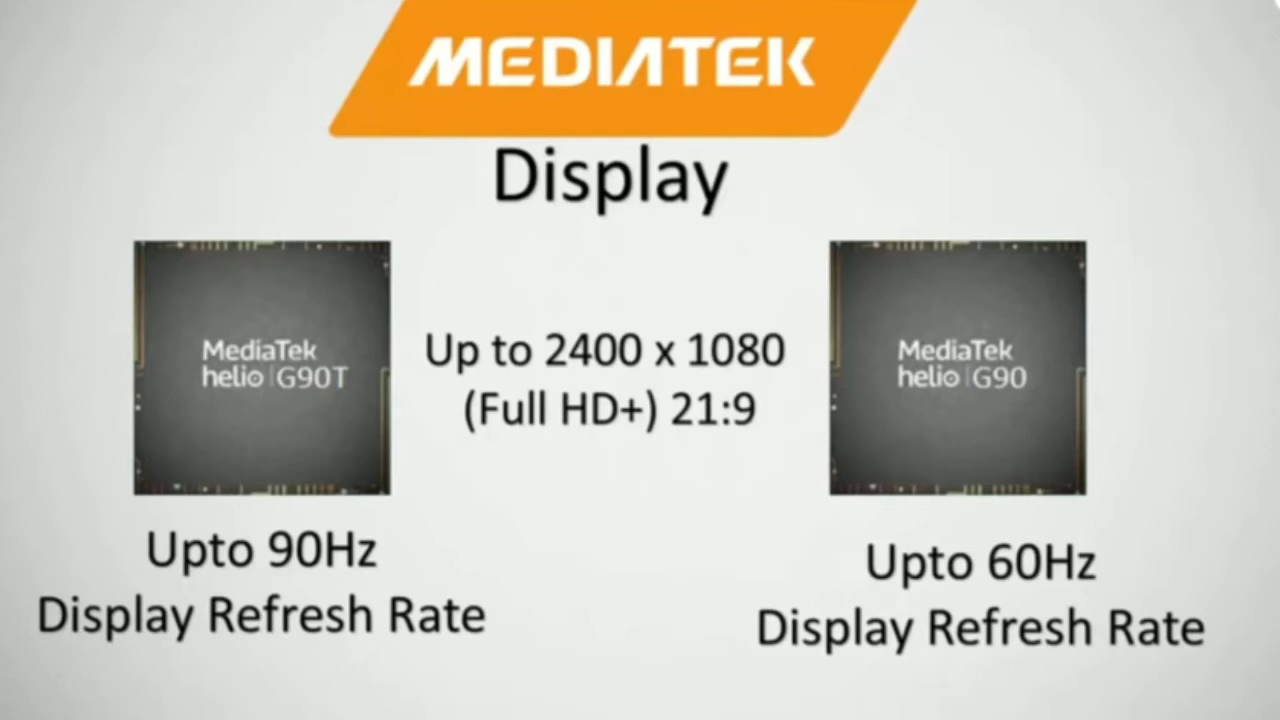 MEDIATEK
Display
MediaTek
helio G90T
Up to 2400 x 1080
(Full HD+) 21:9
MediaTek
helio G90
Upto 90Hz
Display Refresh Rate
Upto 60Hz
Display Refresh Rate